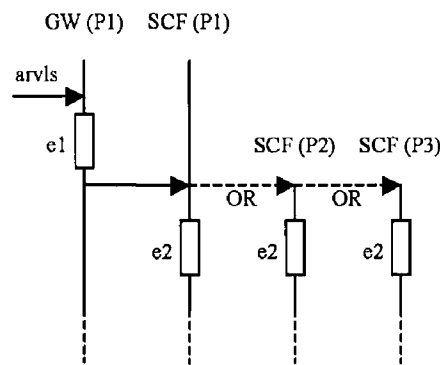 GW (P1) SCF (P1)
arvls
e1
SCF (P2) SCF (P3)
OR OR
e2 e2 e2